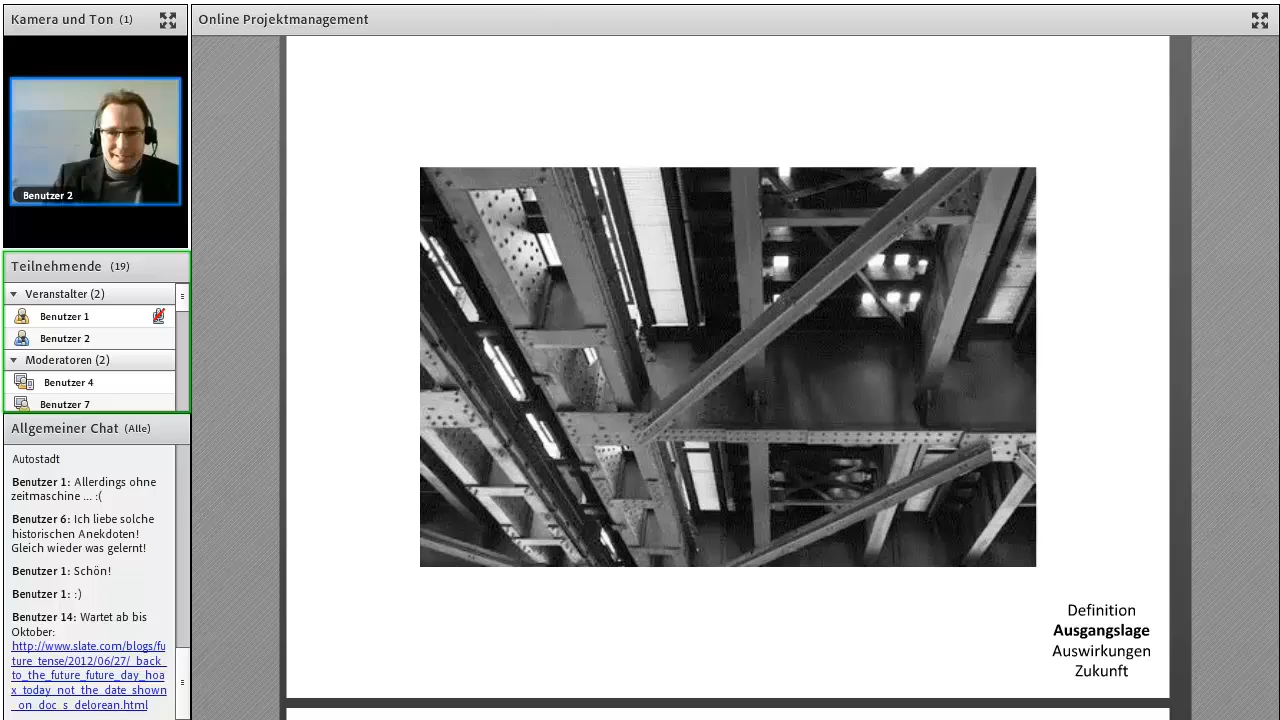 Kamera und Ton (1)
Benutzer 2
Teilnehmende (19)
Veranstalter (2)
Benutzer 1
Benutzer 2
Moderatoren (2)
Benutzer 4
Benutzer 7
Allgemeiner Chat (Alle)
Autostadt
Benutzer 1: Allerdings ohne
zeitmaschine ... :(
Benutzer 6: Ich liebe solche
historischen Anekdoten!
Gleich wieder was gelernt!
Benutzer 1: Schön!
Benutzer 1: :)
Benutzer 14: Wartet ab bis
Oktober:
http://www.slate.com/blogs/fu
ture_tense/2012/06/27/_back_
to_the_future_future_day_hoa
x_today_not_the_date_shown
_on_doc_s_delorean.html
Online Projektmanagement
Definition
Ausgangslage
Auswirkungen
Zukunft